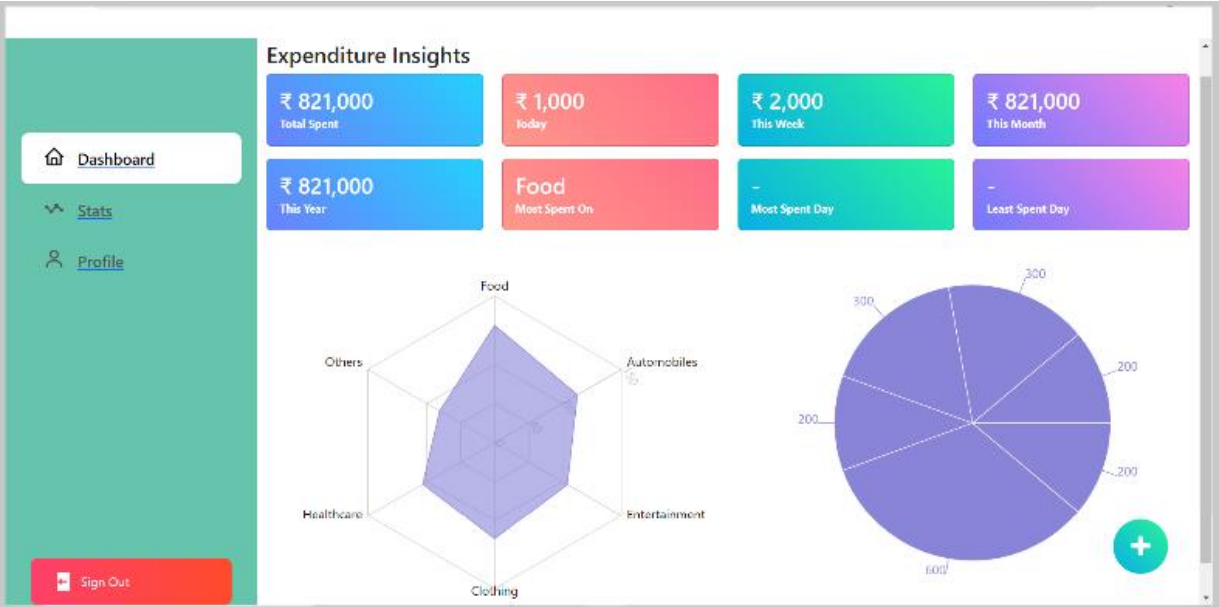 Expenditure Insights
₹ 821,000
Total Spent
₹ 1,000
Today
₹ 2,000
This Week
₹ 821,000
This Month
₹ 821,000
This Year
Food
Most Spent On
-
Most Spent Day
-
Least Spent Day
Dashboard
Stats
Profile
Sign Out
Food
Automobiles
Entertainment
Clothing
Healthcare
Others
300
300
200
200
200
600
+